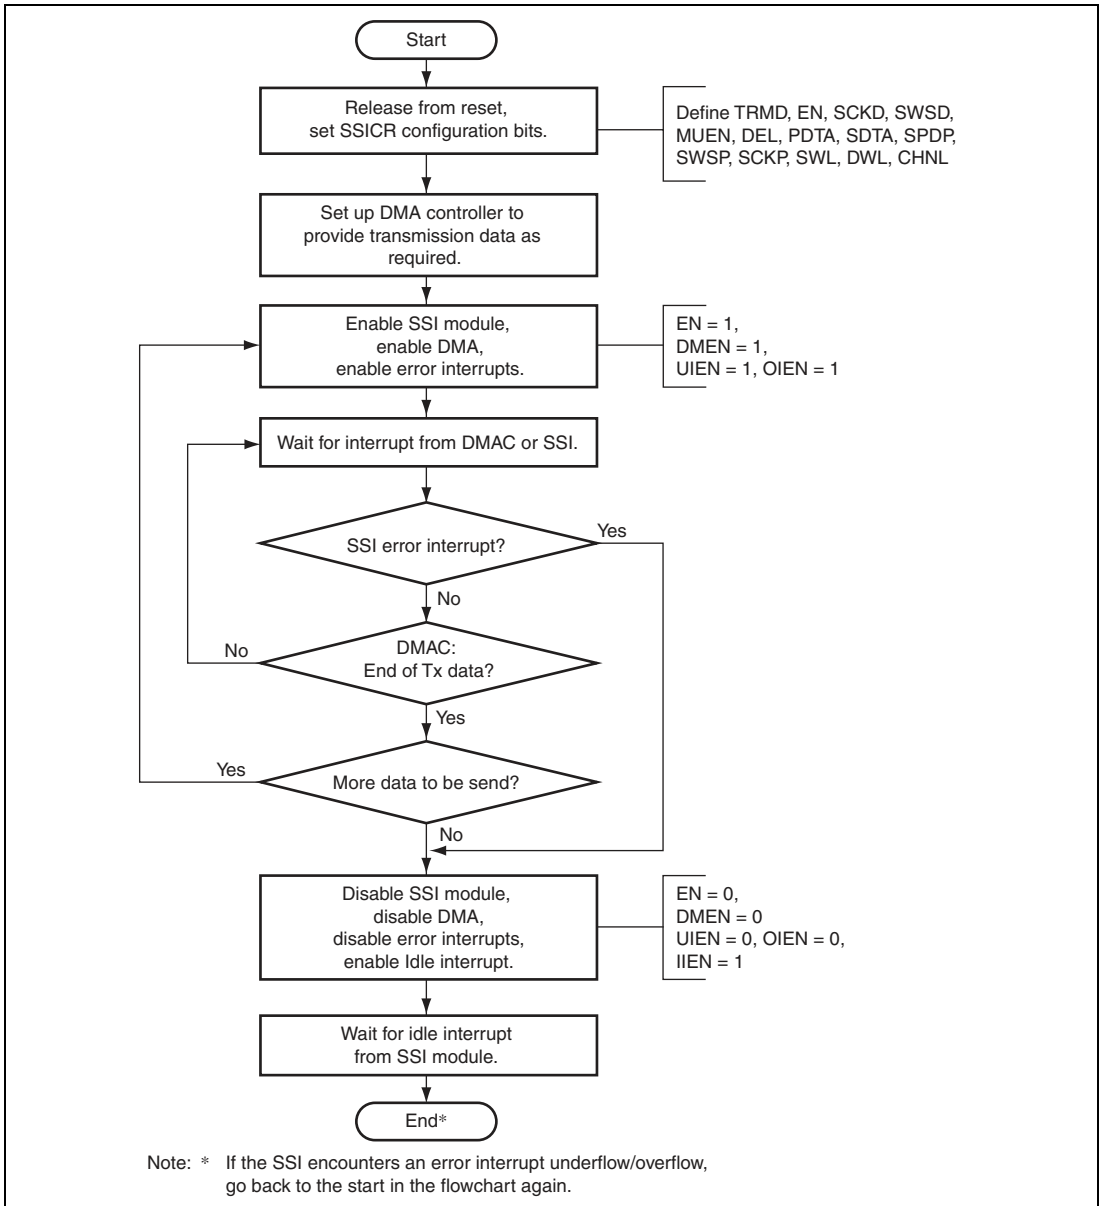 Start
Release from reset,
set SSICR configuration bits.
Define TRMD, EN, SCKD, SWSD,
MUEN, DEL, PDTA, SDTA, SPDP,
SWSP, SCKP, SWL, DWL, CHNL
Set up DMA controller to
provide transmission data as
required.
Enable SSI module,
enable DMA,
enable error interrupts.
EN = 1,
DMEN = 1,
UIEN = 1, OIEN = 1
Wait for interrupt from DMAC or SSI.
SSI error interrupt?
Yes
No
DMAC:
End of Tx data?
No
Yes
More data to be send?
Yes
No
Disable SSI module,
disable DMA,
disable error interrupts,
enable Idle interrupt.
EN = 0,
DMEN = 0
UIEN = 0, OIEN = 0,
IIEN = 1
Wait for idle interrupt
from SSI module.
End*
Note: * If the SSI encounters an error interrupt underflow/overflow,
go back to the start in the flowchart again.